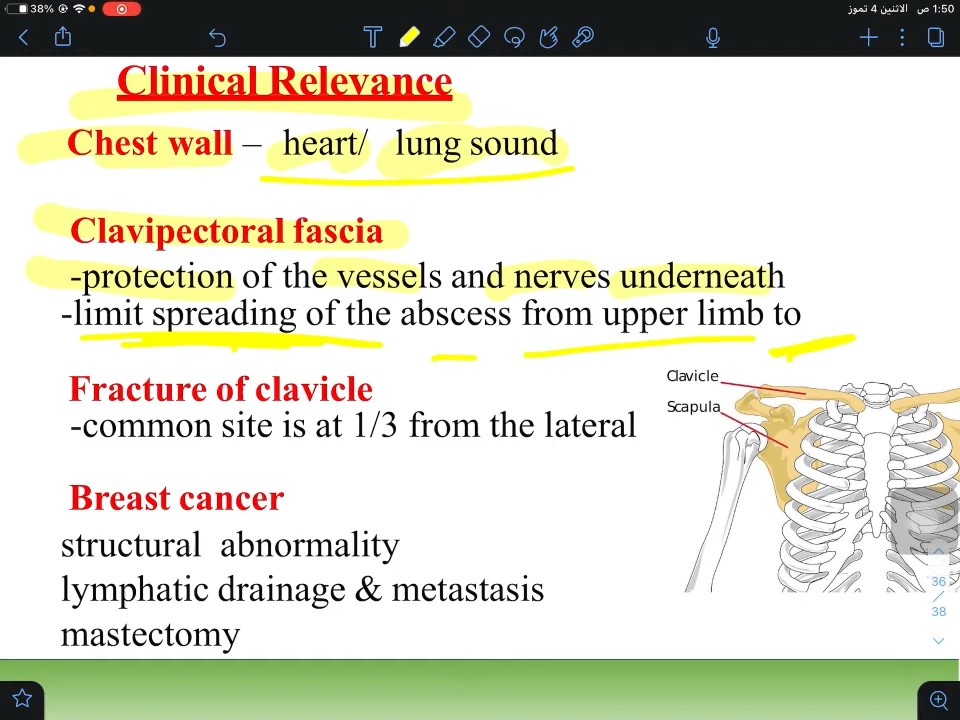 38%
1:50 ص الاثنين 4 تموز
Clinical Relevance
Chest wall – heart/ lung sound
Clavipectoral fascia
-protection of the vessels and nerves underneath
-limit spreading of the abscess from upper limb to
Fracture of clavicle
-common site is at 1/3 from the lateral
Clavicle
Scapula
Breast cancer
structural abnormality
lymphatic drainage & metastasis
mastectomy
36
/
38